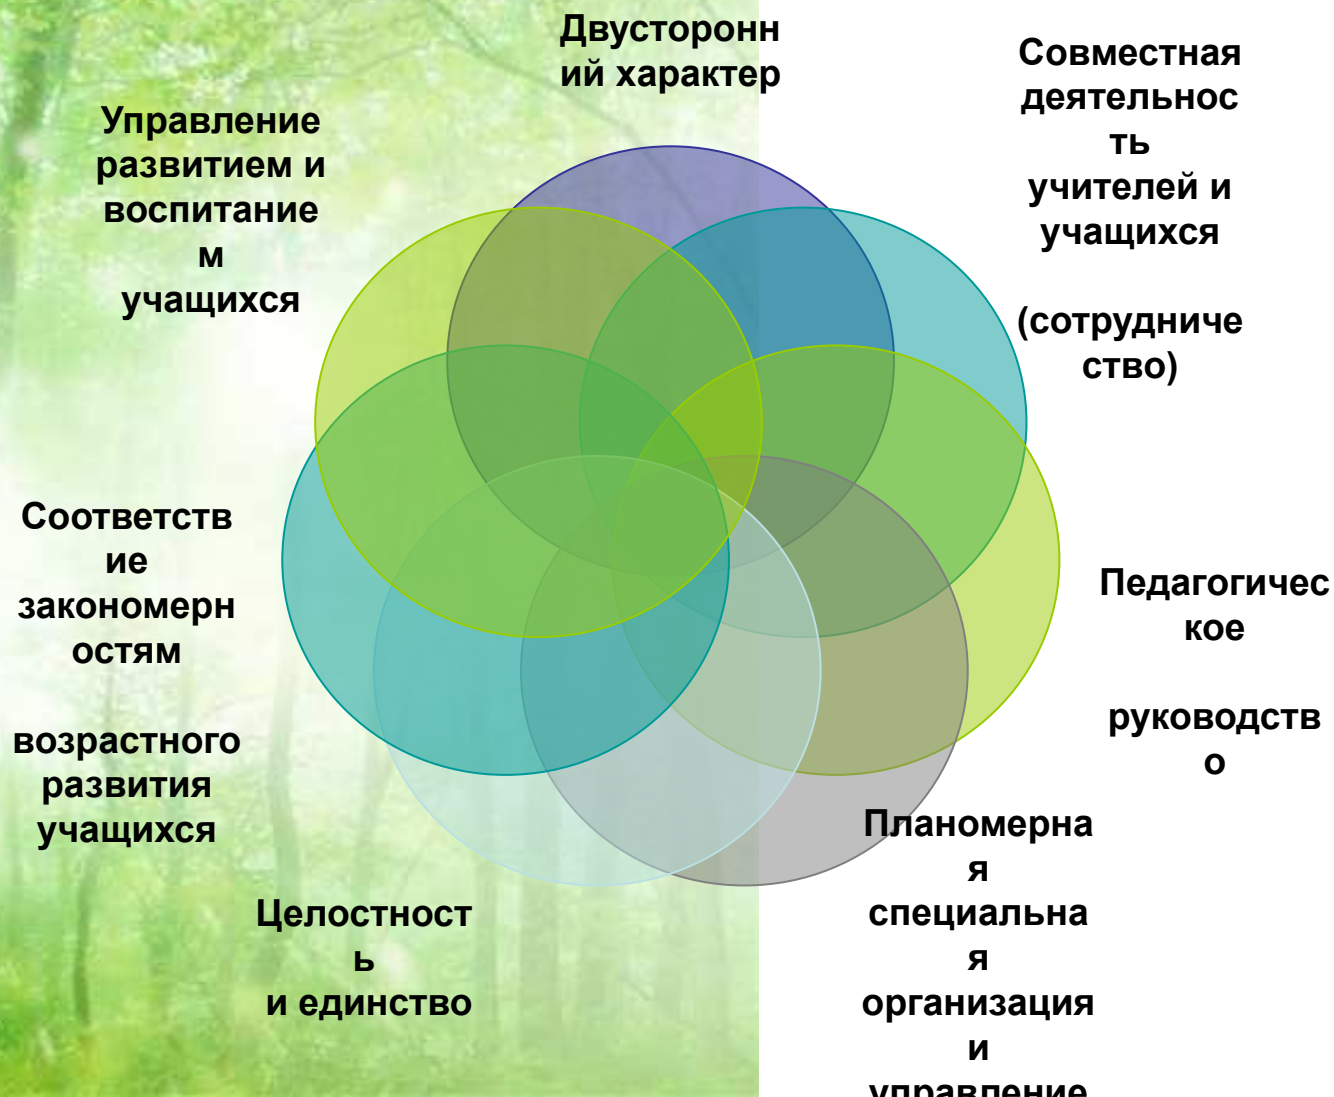 Двусторонн
ий характер
Совместная
деятельнос
ть
учителей и
учащихся
(сотрудниче
ство)
Педагогичес
кое
руководств
о
Планомерна
я
специальна
я
организация
и
управление
Целостност
ь
и единство
Соответств
ие
закономерн
остям
возрастного
развития
учащихся
Управление
развитием и
воспитание
м
учащихся